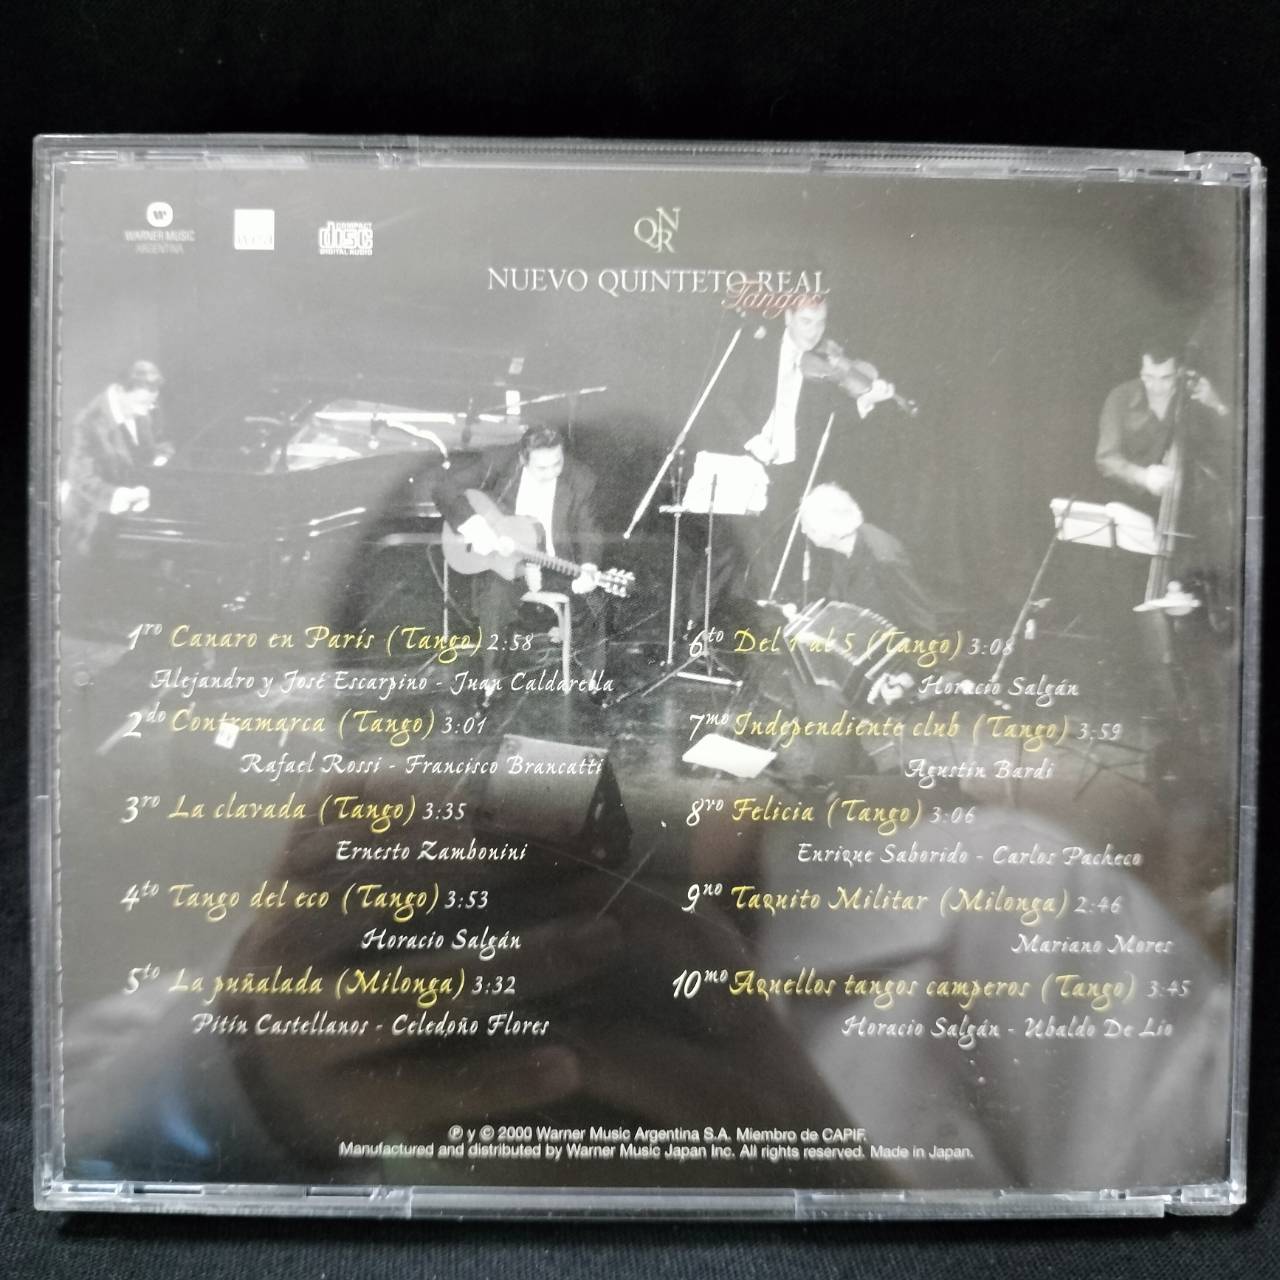 WARNER MUSIC
ARGENTINA
wea
COMPACT
disc
DIGITAL AUDIO
QNR
NUEVO QUINTETO REAL
Tangos
1ro Canaro en París (Tango) 2:58
Alejandro y José Escarpino - Juan Caldarella
2do Contramarca (Tango) 3:01
Rafael Rossi - Francisco Brancatti
3ro La clavada (Tango) 3:35
Ernesto Zambonini
4to Tango del eco (Tango) 3:53
Horacio Salgán
5to La puñalada (Milonga) 3:32
Pitín Castellanos - Celedoño Flores
6to Del 1 al 5 (Tango) 3:08
Horacio Salgán
7mo Independiente club (Tango) 3:59
Agustín Bardi
8vo Felicia (Tango) 3:06
Enrique Saborido - Carlos Pacheco
9no Taquito Militar (Milonga) 2:46
Mariano Mores
10mo Aquellos tangos camperos (Tango) 3:45
Horacio Salgán - Ubaldo De Lío
℗ y © 2000 Warner Music Argentina S.A. Miembro de CAPIF.
Manufactured and distributed by Warner Music Japan Inc. All rights reserved. Made in Japan.